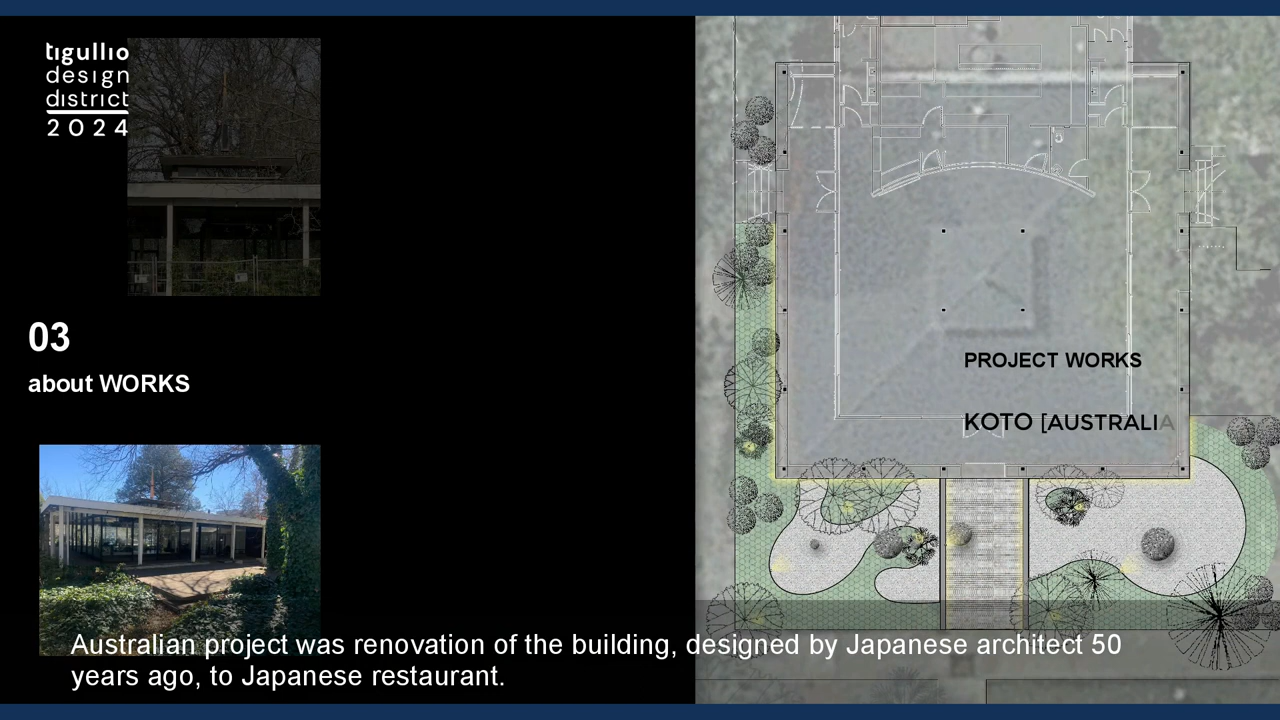 tigullio
design
district
2024
03
about WORKS
PROJECT WORKS
KOTO [AUSTRALIA
Australian project was renovation of the building, designed by Japanese architect 50
years ago, to Japanese restaurant.